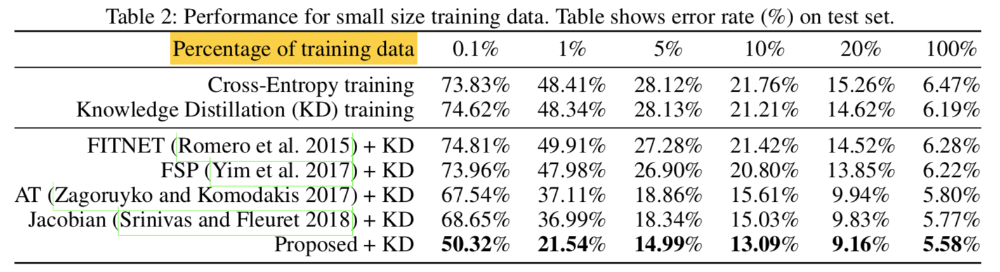 Table 2: Performance for small size training data. Table shows error rate (%) on test set.
Percentage of training data 0.1% 1% 5% 10% 20% 100%
Cross-Entropy training 73.83% 48.41% 28.12% 21.76% 15.26% 6.47%
Knowledge Distillation (KD) training 74.62% 48.34% 28.13% 21.21% 14.62% 6.19%
FITNET (Romero et al. 2015) + KD 74.81% 49.91% 27.28% 21.42% 14.52% 6.28%
FSP (Yim et al. 2017) + KD 73.96% 47.98% 26.90% 20.80% 13.85% 6.22%
AT (Zagoruyko and Komodakis 2017) + KD 67.54% 37.11% 18.86% 15.61% 9.94% 5.80%
Jacobian (Srinivas and Fleuret 2018) + KD 68.65% 36.99% 18.34% 15.03% 9.83% 5.77%
Proposed + KD 50.32% 21.54% 14.99% 13.09% 9.16% 5.58%